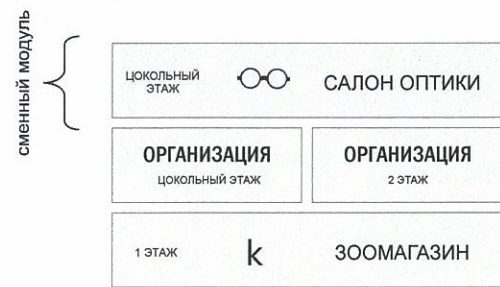 сменный модуль
ЦОКОЛЬНЫЙ
ЭТАЖ
САЛОН ОПТИКИ
ОРГАНИЗАЦИЯ
ЦОКОЛЬНЫЙ ЭТАЖ
ОРГАНИЗАЦИЯ
2 ЭТАЖ
1 ЭТАЖ k ЗООМАГАЗИН